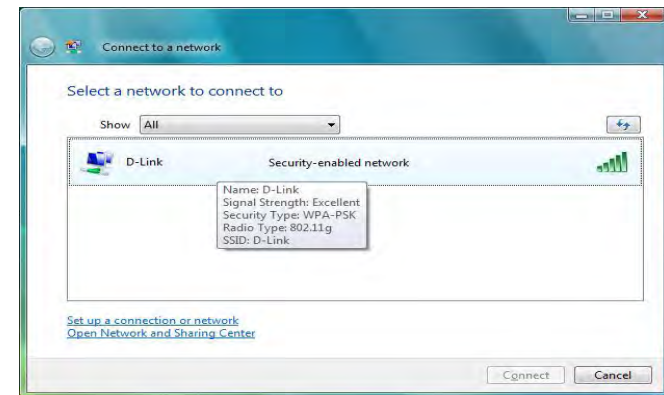 Connect to a network
Select a network to connect to
Show All
D-Link Security-enabled network
Name: D-Link
Signal Strength: Excellent
Security Type: WPA-PSK
Radio Type: 802.11g
SSID: D-Link
Set up a connection or network
Open Network and Sharing Center
Connect Cancel